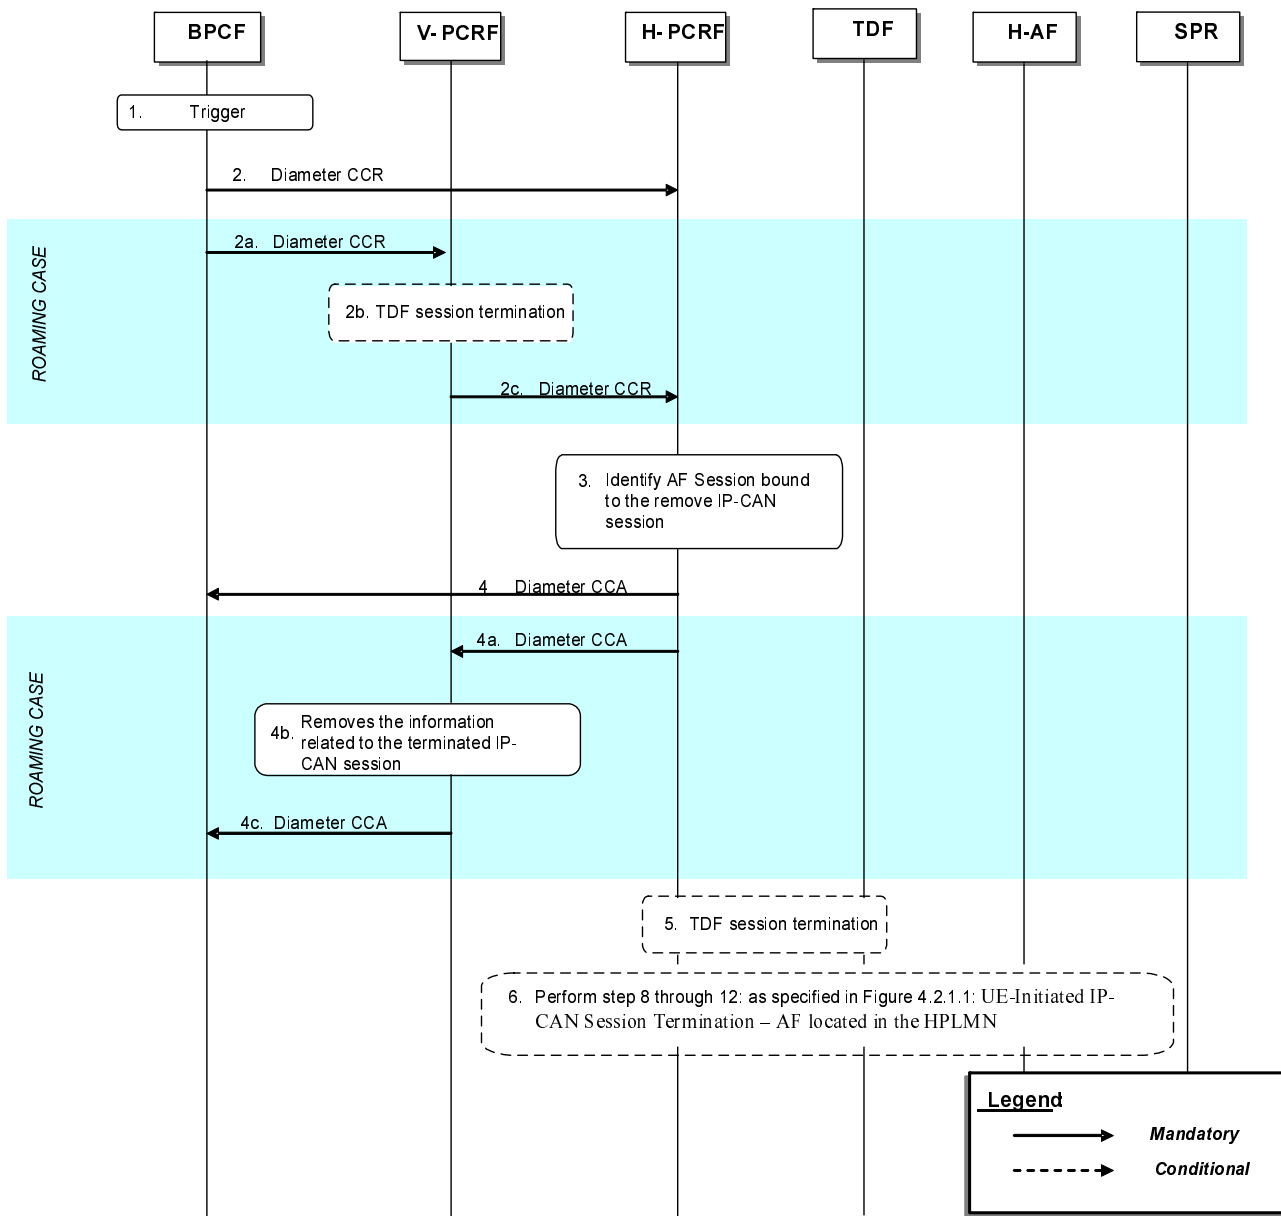 BPCF
V- PCRF
H- PCRF
TDF
H-AF
SPR
1. Trigger
2. Diameter CCR
ROAMING CASE
2a. Diameter CCR
2b. TDF session termination
2c. Diameter CCR
3. Identify AF Session bound
to the remove IP-CAN
session
4 Diameter CCA
ROAMING CASE
4a. Diameter CCA
4b. Removes the information
related to the terminated IP-
CAN session
4c. Diameter CCA
5. TDF session termination
6. Perform step 8 through 12: as specified in Figure 4.2.1.1: UE-Initiated IP-
CAN Session Termination – AF located in the HPLMN
Legend
Mandatory
Conditional